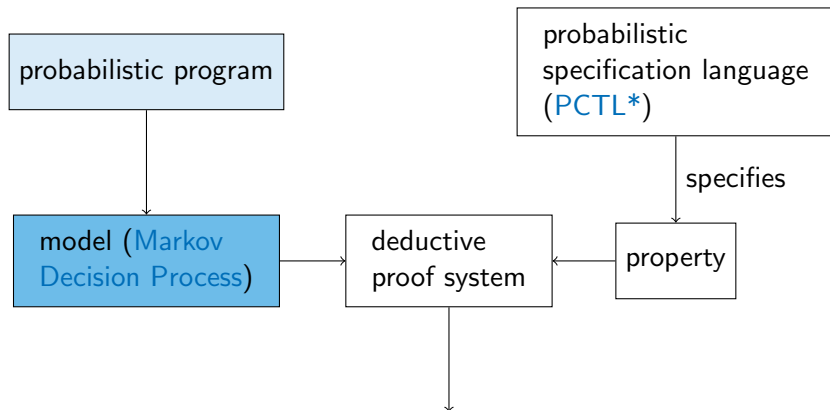 probabilistic program
probabilistic
specification language
(PCTL*)
specifies
model (Markov
Decision Process)
deductive
proof system
property